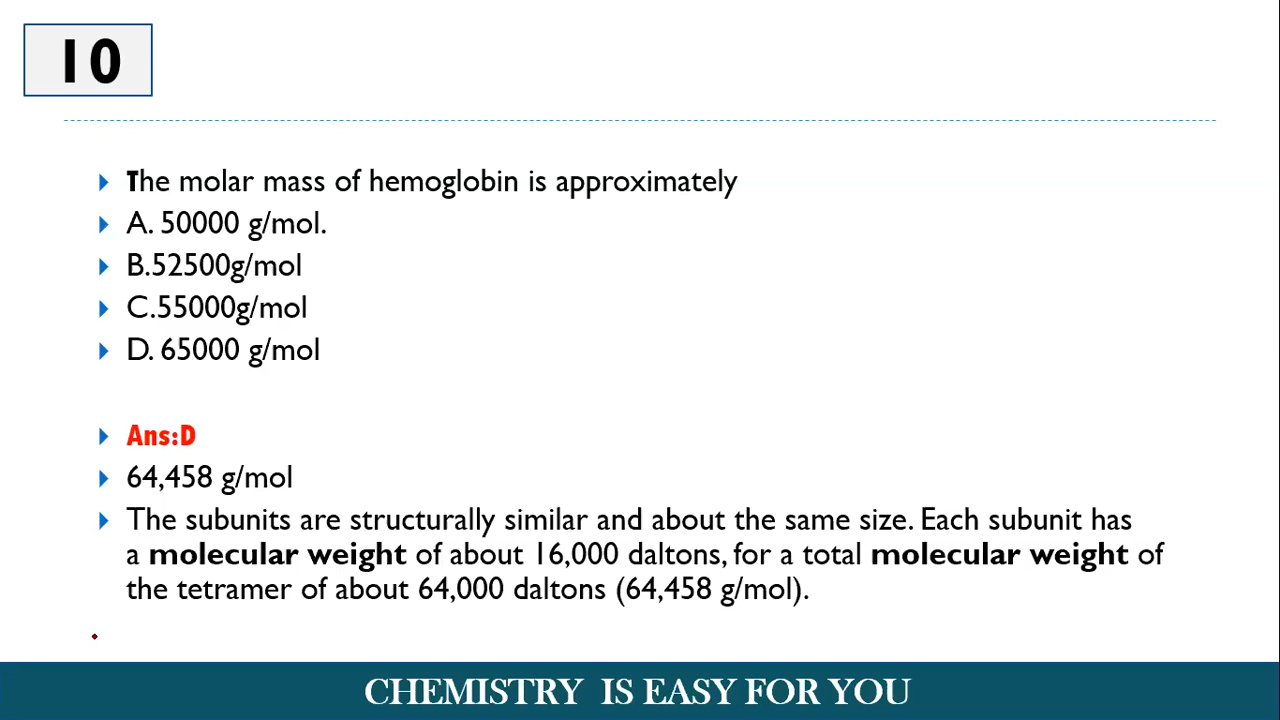 10
The molar mass of hemoglobin is approximately
A. 50000 g/mol.
B.52500g/mol
C.55000g/mol
D. 65000 g/mol
Ans:D
64,458 g/mol
The subunits are structurally similar and about the same size. Each subunit has
a molecular weight of about 16,000 daltons, for a total molecular weight of
the tetramer of about 64,000 daltons (64,458 g/mol).
CHEMISTRY IS EASY FOR YOU